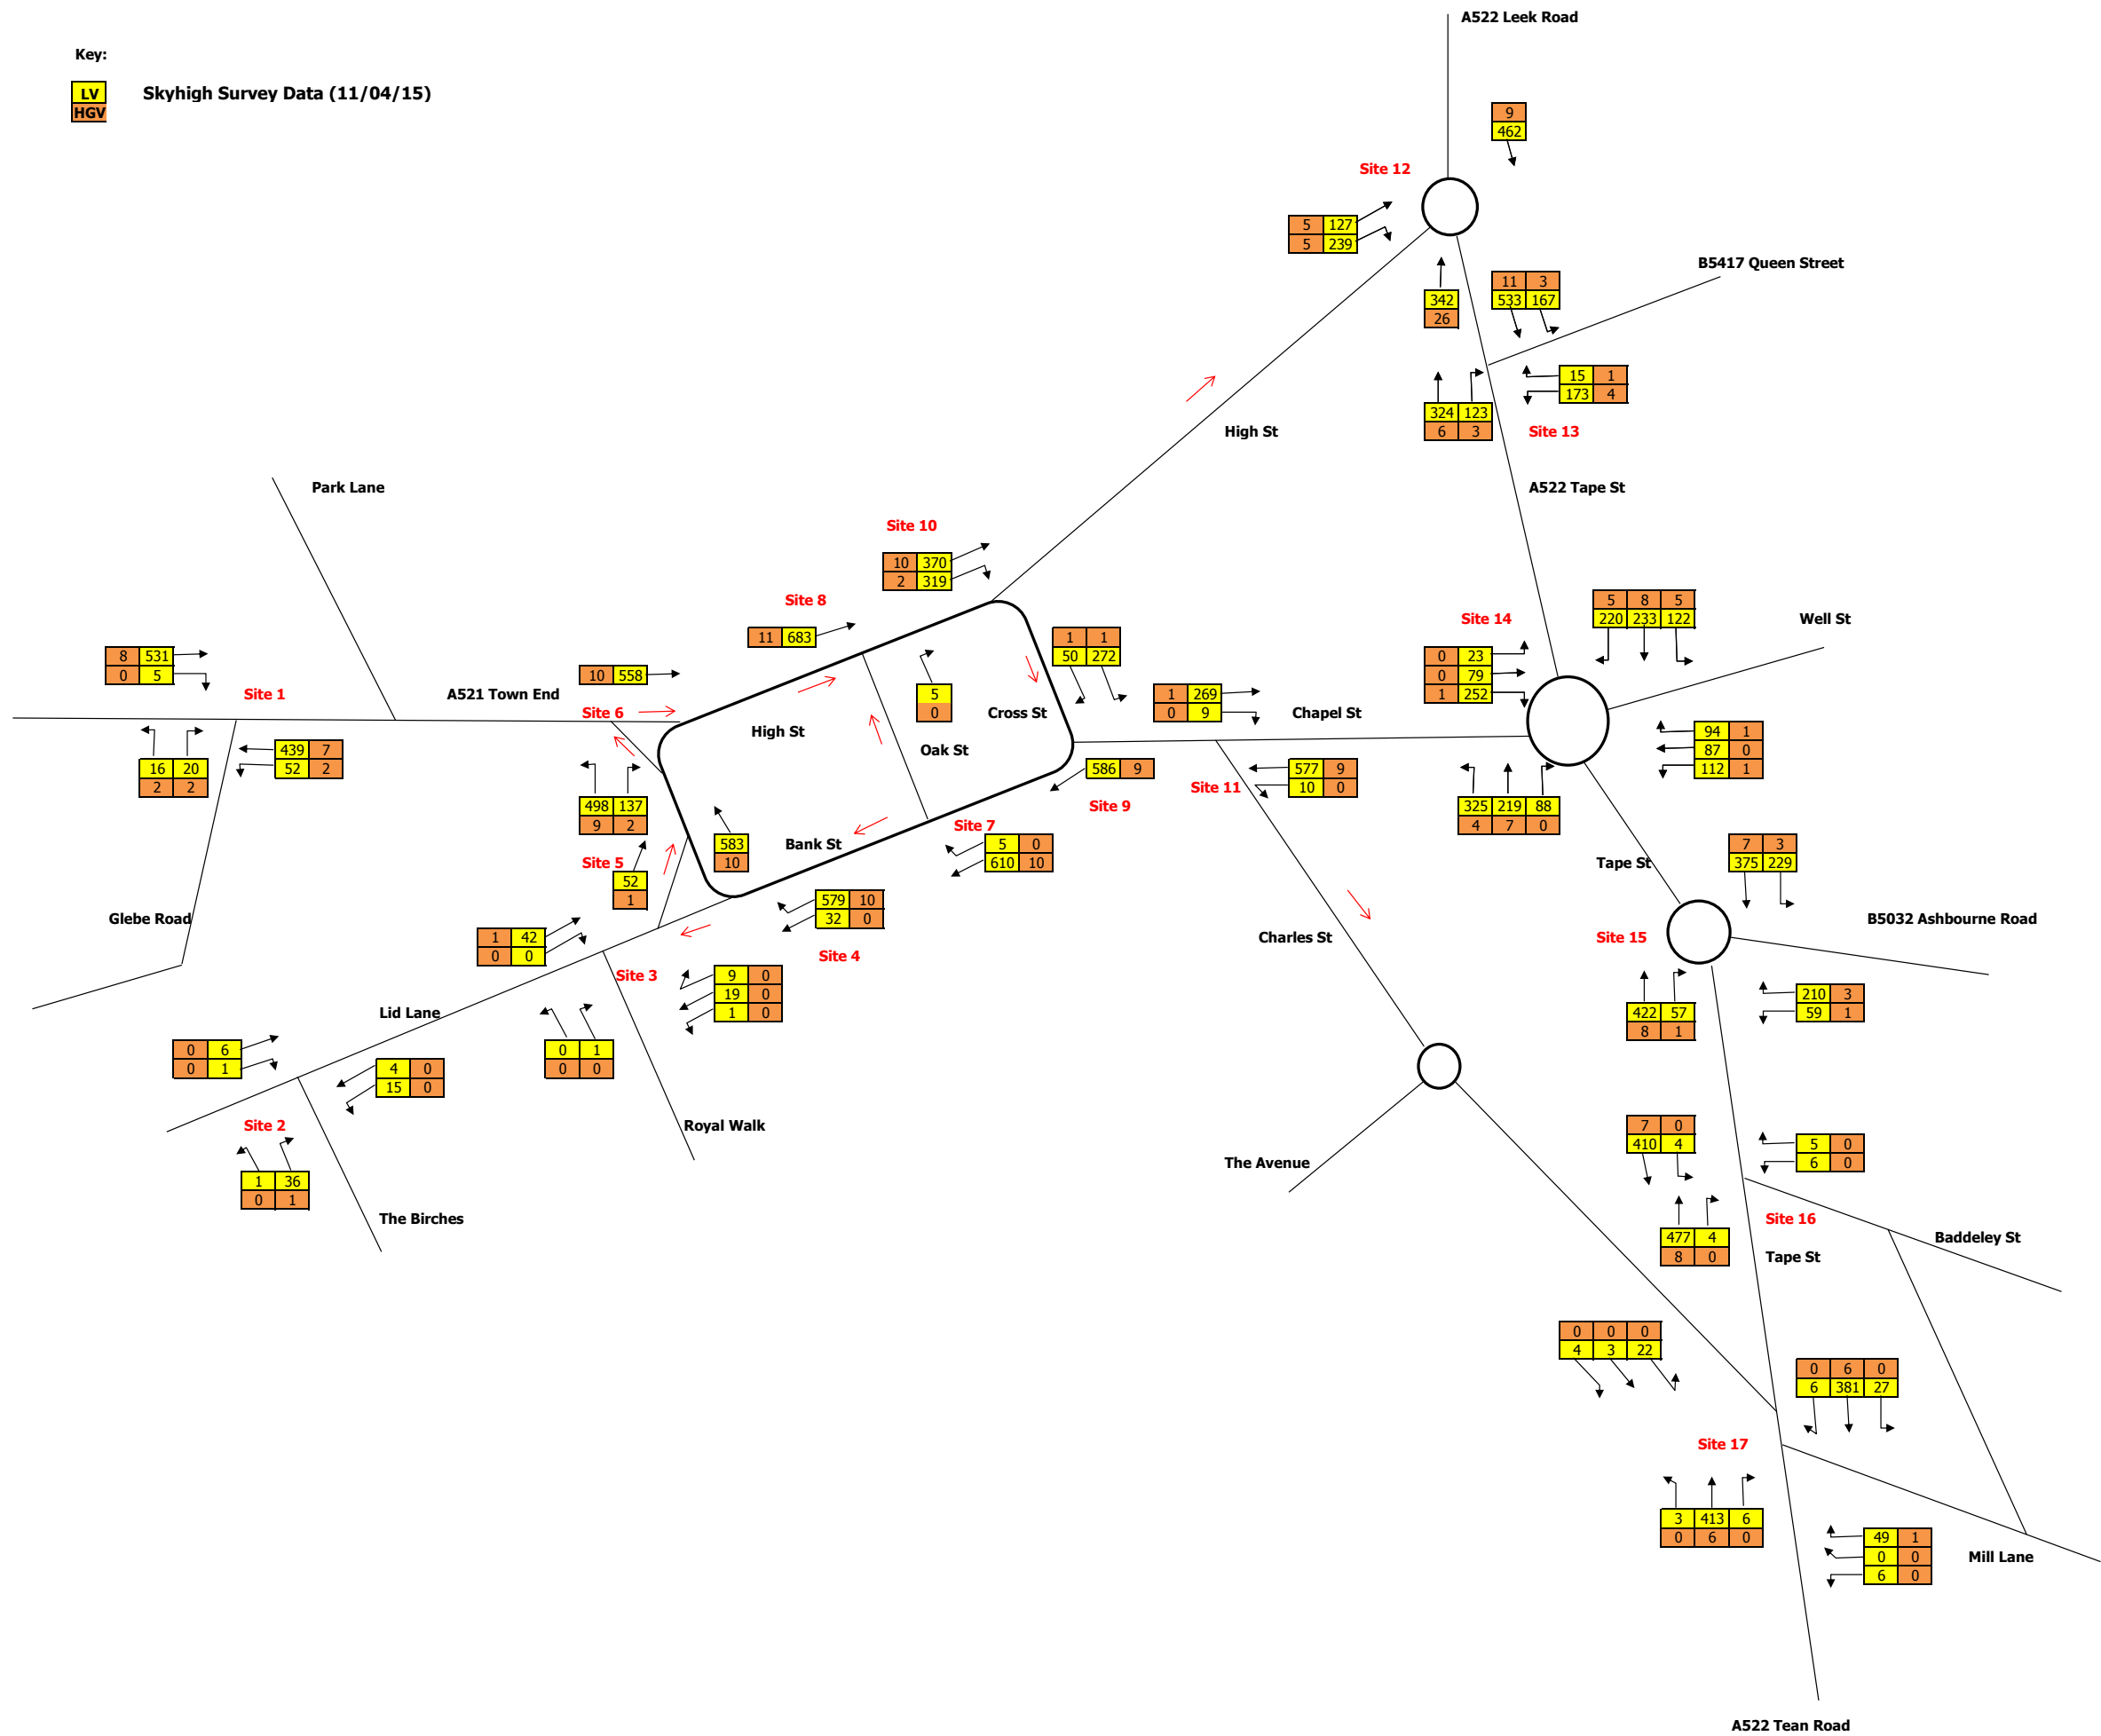 A522 Leek Road
Key:
LV
HGV
Skyhigh Survey Data (11/04/15)
9
462
Site 12
5 127
5 239
B5417 Queen Street
342
26
11 3
533 167
15 1
173 4
324 123
6 3
Site 13
High St
A522 Tape St
Park Lane
Site 10
10 370
2 319
Site 8
11 683
5 8 5
220 233 122
Well St
Site 14
0 23
0 79
1 252
8 531
0 5
Site 1
A521 Town End
10 558
Site 6
1 1
50 272
5
0
Cross St
1 269
0 9
Chapel St
High St
Oak St
94 1
87 0
112 1
439 7
52 2
16 20
2 2
586 9
Site 9
Site 11
577 9
10 0
498 137
9 2
325 219 88
4 7 0
Site 7
5 0
610 10
583
10
Bank St
Site 5
52
1
7 3
375 229
Tape St
579 10
32 0
Glebe Road
B5032 Ashbourne Road
1 42
0 0
Site 4
Charles St
Site 15
Site 3
9 0
19 0
1 0
422 57
8 1
210 3
59 1
Lid Lane
0 6
0 1
0 1
0 0
4 0
15 0
Site 2
Royal Walk
7 0
410 4
5 0
6 0
The Avenue
1 36
0 1
The Birches
Site 16
477 4
8 0
Baddeley St
Tape St
0 0 0
4 3 22
0 6 0
6 381 27
Site 17
3 413 6
0 6 0
49 1
0 0
6 0
Mill Lane
A522 Tean Road